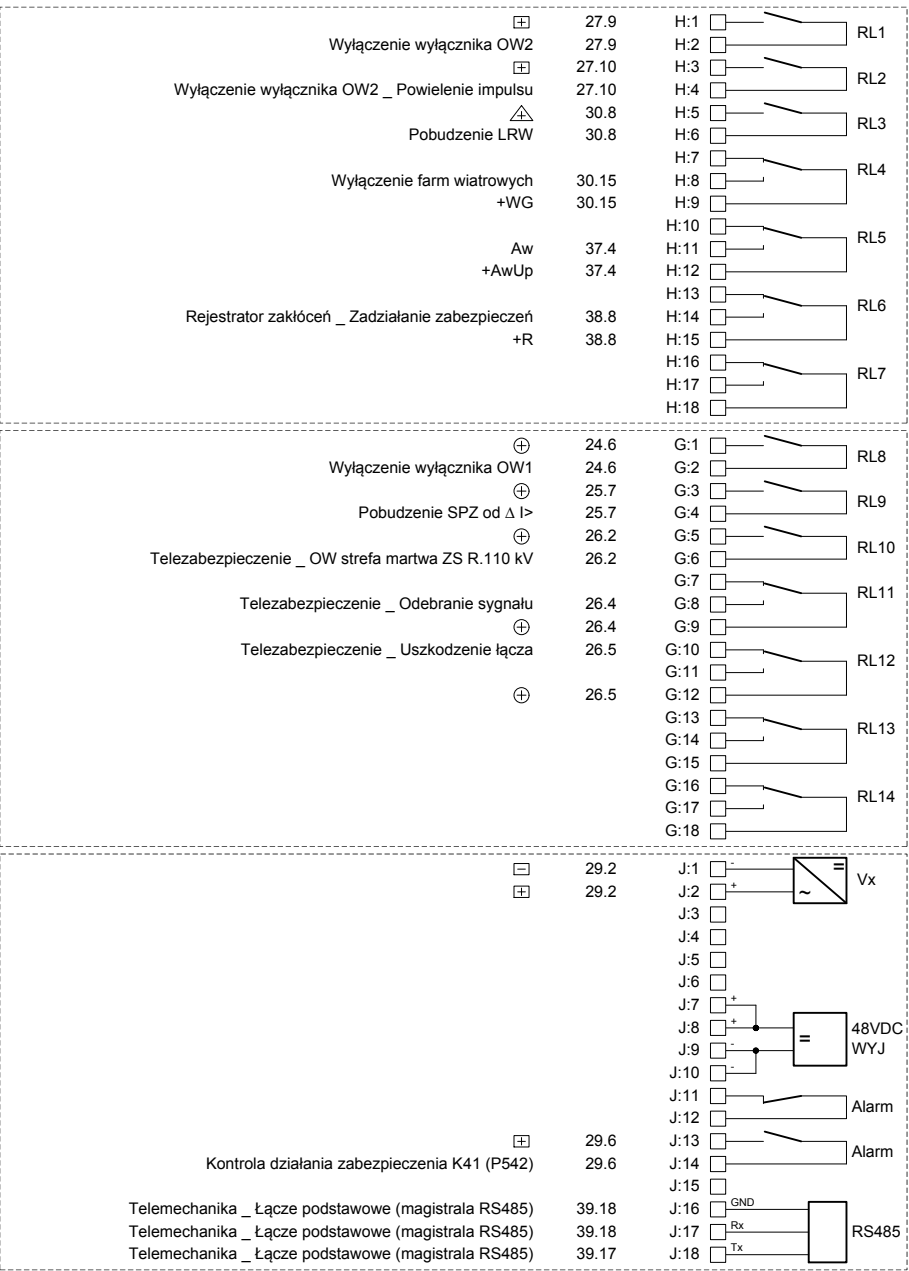 27.9 H:1 RL1
Wyłączenie wyłącznika OW2 27.9 H:2
27.10 H:3 RL2
Wyłączenie wyłącznika OW2 _ Powielenie impulsu 27.10 H:4
30.8 H:5 RL3
Pobudzenie LRW 30.8 H:6
H:7 RL4
Wyłączenie farm wiatrowych 30.15 H:8
+WG 30.15 H:9
H:10 RL5
Aw 37.4 H:11
+AwUp 37.4 H:12
H:13 RL6
Rejestrator zakłóceń _ Zadziałanie zabezpieczeń 38.8 H:14
+R 38.8 H:15
H:16 RL7
H:17
H:18
24.6 G:1 RL8
Wyłączenie wyłącznika OW1 24.6 G:2
25.7 G:3 RL9
Pobudzenie SPZ od Δ I> 25.7 G:4
26.2 G:5 RL10
Telezabezpieczenie _ OW strefa martwa ZS R.110 kV 26.2 G:6
G:7 RL11
Telezabezpieczenie _ Odebranie sygnału 26.4 G:8
26.4 G:9
Telezabezpieczenie _ Uszkodzenie łącza 26.5 G:10 RL12
G:11
26.5 G:12
G:13 RL13
G:14
G:15
G:16 RL14
G:17
G:18
29.2 J:1 - = Vx
29.2 J:2 + ~
J:3
J:4
J:5
J:6
J:7 +
J:8 + = 48VDC
J:9 - WYJ
J:10 -
J:11 Alarm
J:12
29.6 J:13 Alarm
Kontrola działania zabezpieczenia K41 (P542) 29.6 J:14
J:15
Telemechanika _ Łącze podstawowe (magistrala RS485) 39.18 J:16 GND
Telemechanika _ Łącze podstawowe (magistrala RS485) 39.18 J:17 Rx RS485
Telemechanika _ Łącze podstawowe (magistrala RS485) 39.17 J:18 Tx